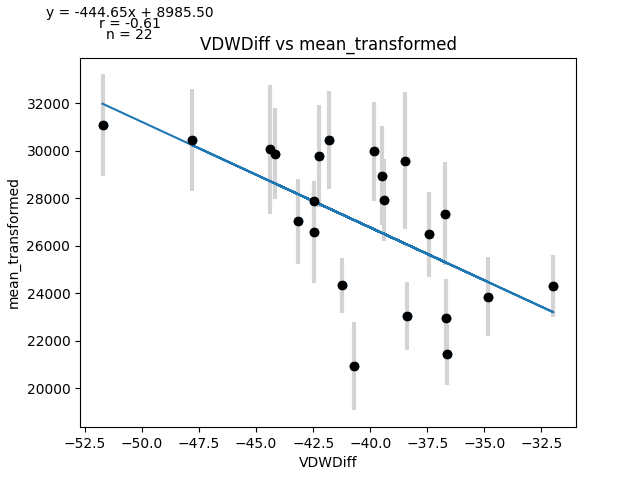 y = -444.65x + 8985.50
r = -0.61
n = 22
VDWDiff vs mean_transformed
mean_transformed
32000
30000
28000
26000
24000
22000
20000
−52.5 −50.0 −47.5 −45.0 −42.5 −40.0 −37.5 −35.0 −32.5
VDWDiff